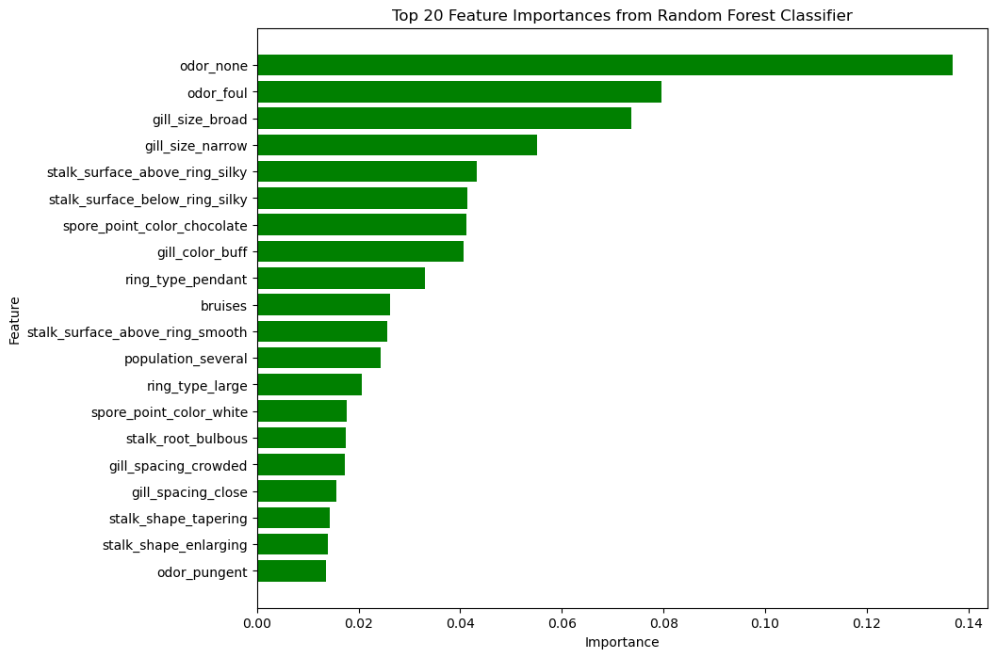 Top 20 Feature Importances from Random Forest Classifier
odor_none
odor_foul
gill_size_broad
gill_size_narrow
stalk_surface_above_ring_silky
stalk_surface_below_ring_silky
spore_point_color_chocolate
gill_color_buff
ring_type_pendant
bruises
stalk_surface_above_ring_smooth
population_several
ring_type_large
spore_point_color_white
stalk_root_bulbous
gill_spacing_crowded
gill_spacing_close
stalk_shape_tapering
stalk_shape_enlarging
odor_pungent
Feature
0.00 0.02 0.04 0.06 0.08 0.10 0.12 0.14
Importance